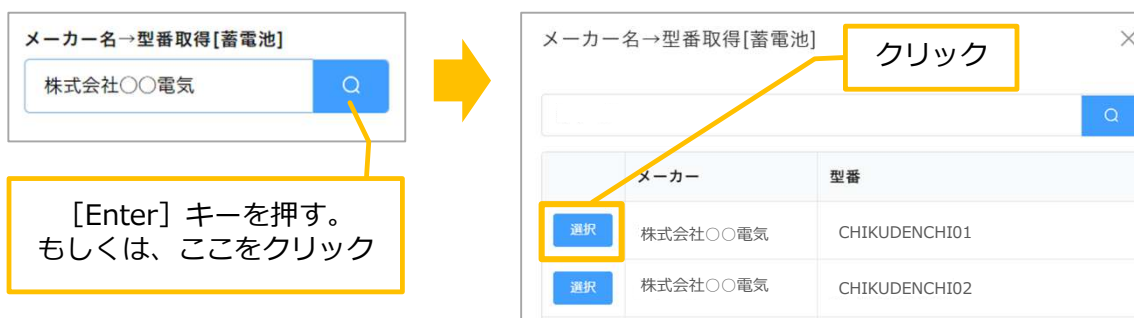 メーカー名→型番取得[蓄電池]
株式会社○○電気
［Enter］キーを押す。
もしくは、ここをクリック
メーカー名→型番取得[蓄電池]
クリック
メーカー 型番
選択 株式会社○○電気 CHIKUDENCHI01
選択 株式会社○○電気 CHIKUDENCHI02